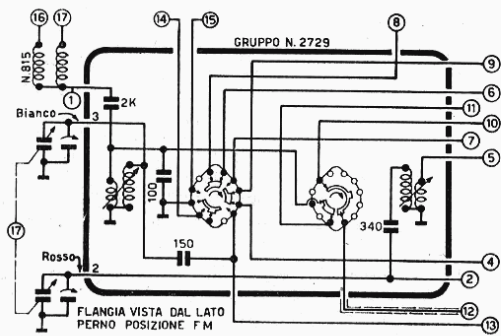 16 17 14 15 8
GRUPPO N. 2729
N.815
9
1
2K
6
Bianco
3
11
10
7
5
100
340
17
150
4
Rosso
2
2
12
FLANGIA VISTA DAL LATO
PERNO POSIZIONE FM
13